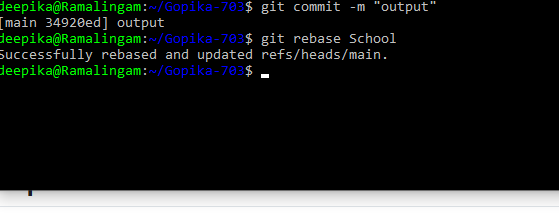 deepika@Ramalingam:~/Gopika-703$ git commit -m "output"
[main 34920ed] output
deepika@Ramalingam:~/Gopika-703$ git rebase School
Successfully rebased and updated refs/heads/main.
deepika@Ramalingam:~/Gopika-703$